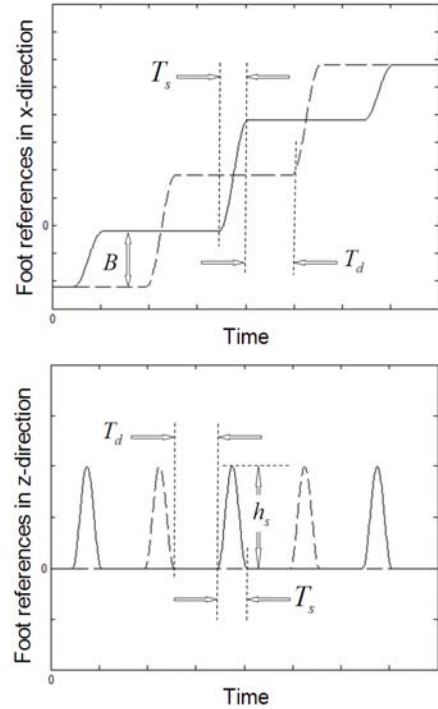 Foot references in x-direction
T_s
0
B
T_d
0
Time
Foot references in z-direction
T_d
h_s
0
T_s
0
Time